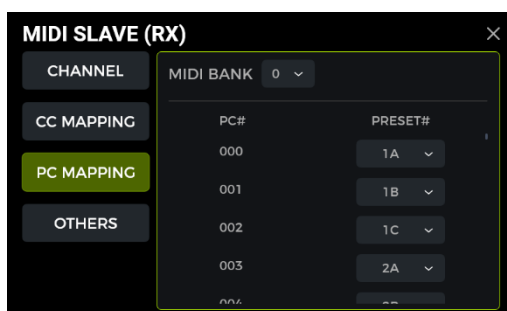 MIDI SLAVE (RX)
CHANNEL
CC MAPPING
PC MAPPING
OTHERS
MIDI BANK 0
PC# PRESET#
000 1A
001 1B
002 1C
003 2A